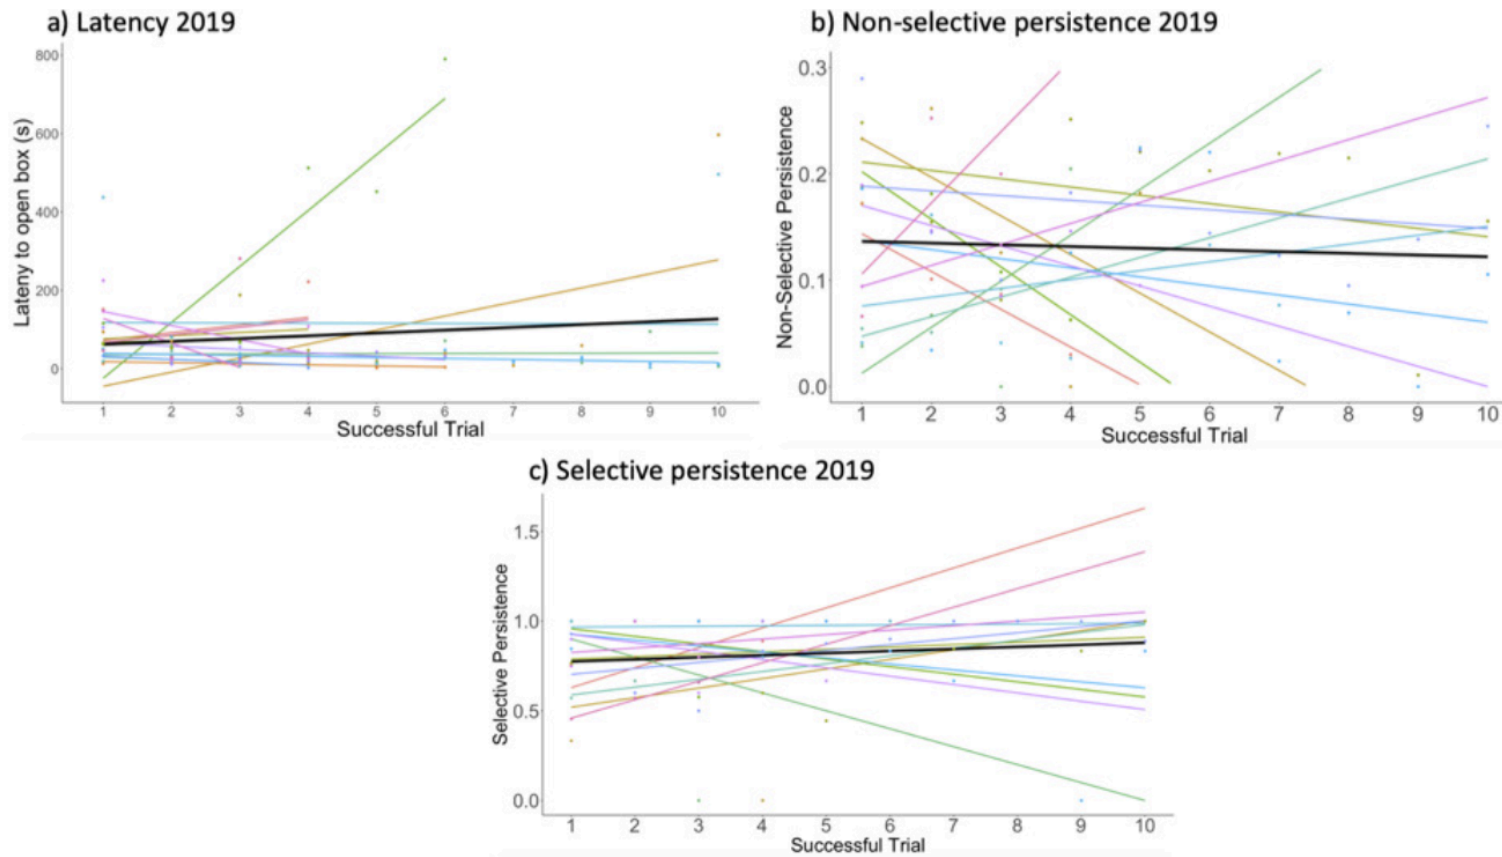 a) Latency 2019
Lateny to open box (s)
800
600
400
200
0
1 2 3 4 5 6 7 8 9 10
Successful Trial
b) Non-selective persistence 2019
Non-Selective Persistence
0.3
0.2
0.1
0.0
1 2 3 4 5 6 7 8 9 10
Successful Trial
c) Selective persistence 2019
Selective Persistence
1.5
1.0
0.5
0.0
1 2 3 4 5 6 7 8 9 10
Successful Trial